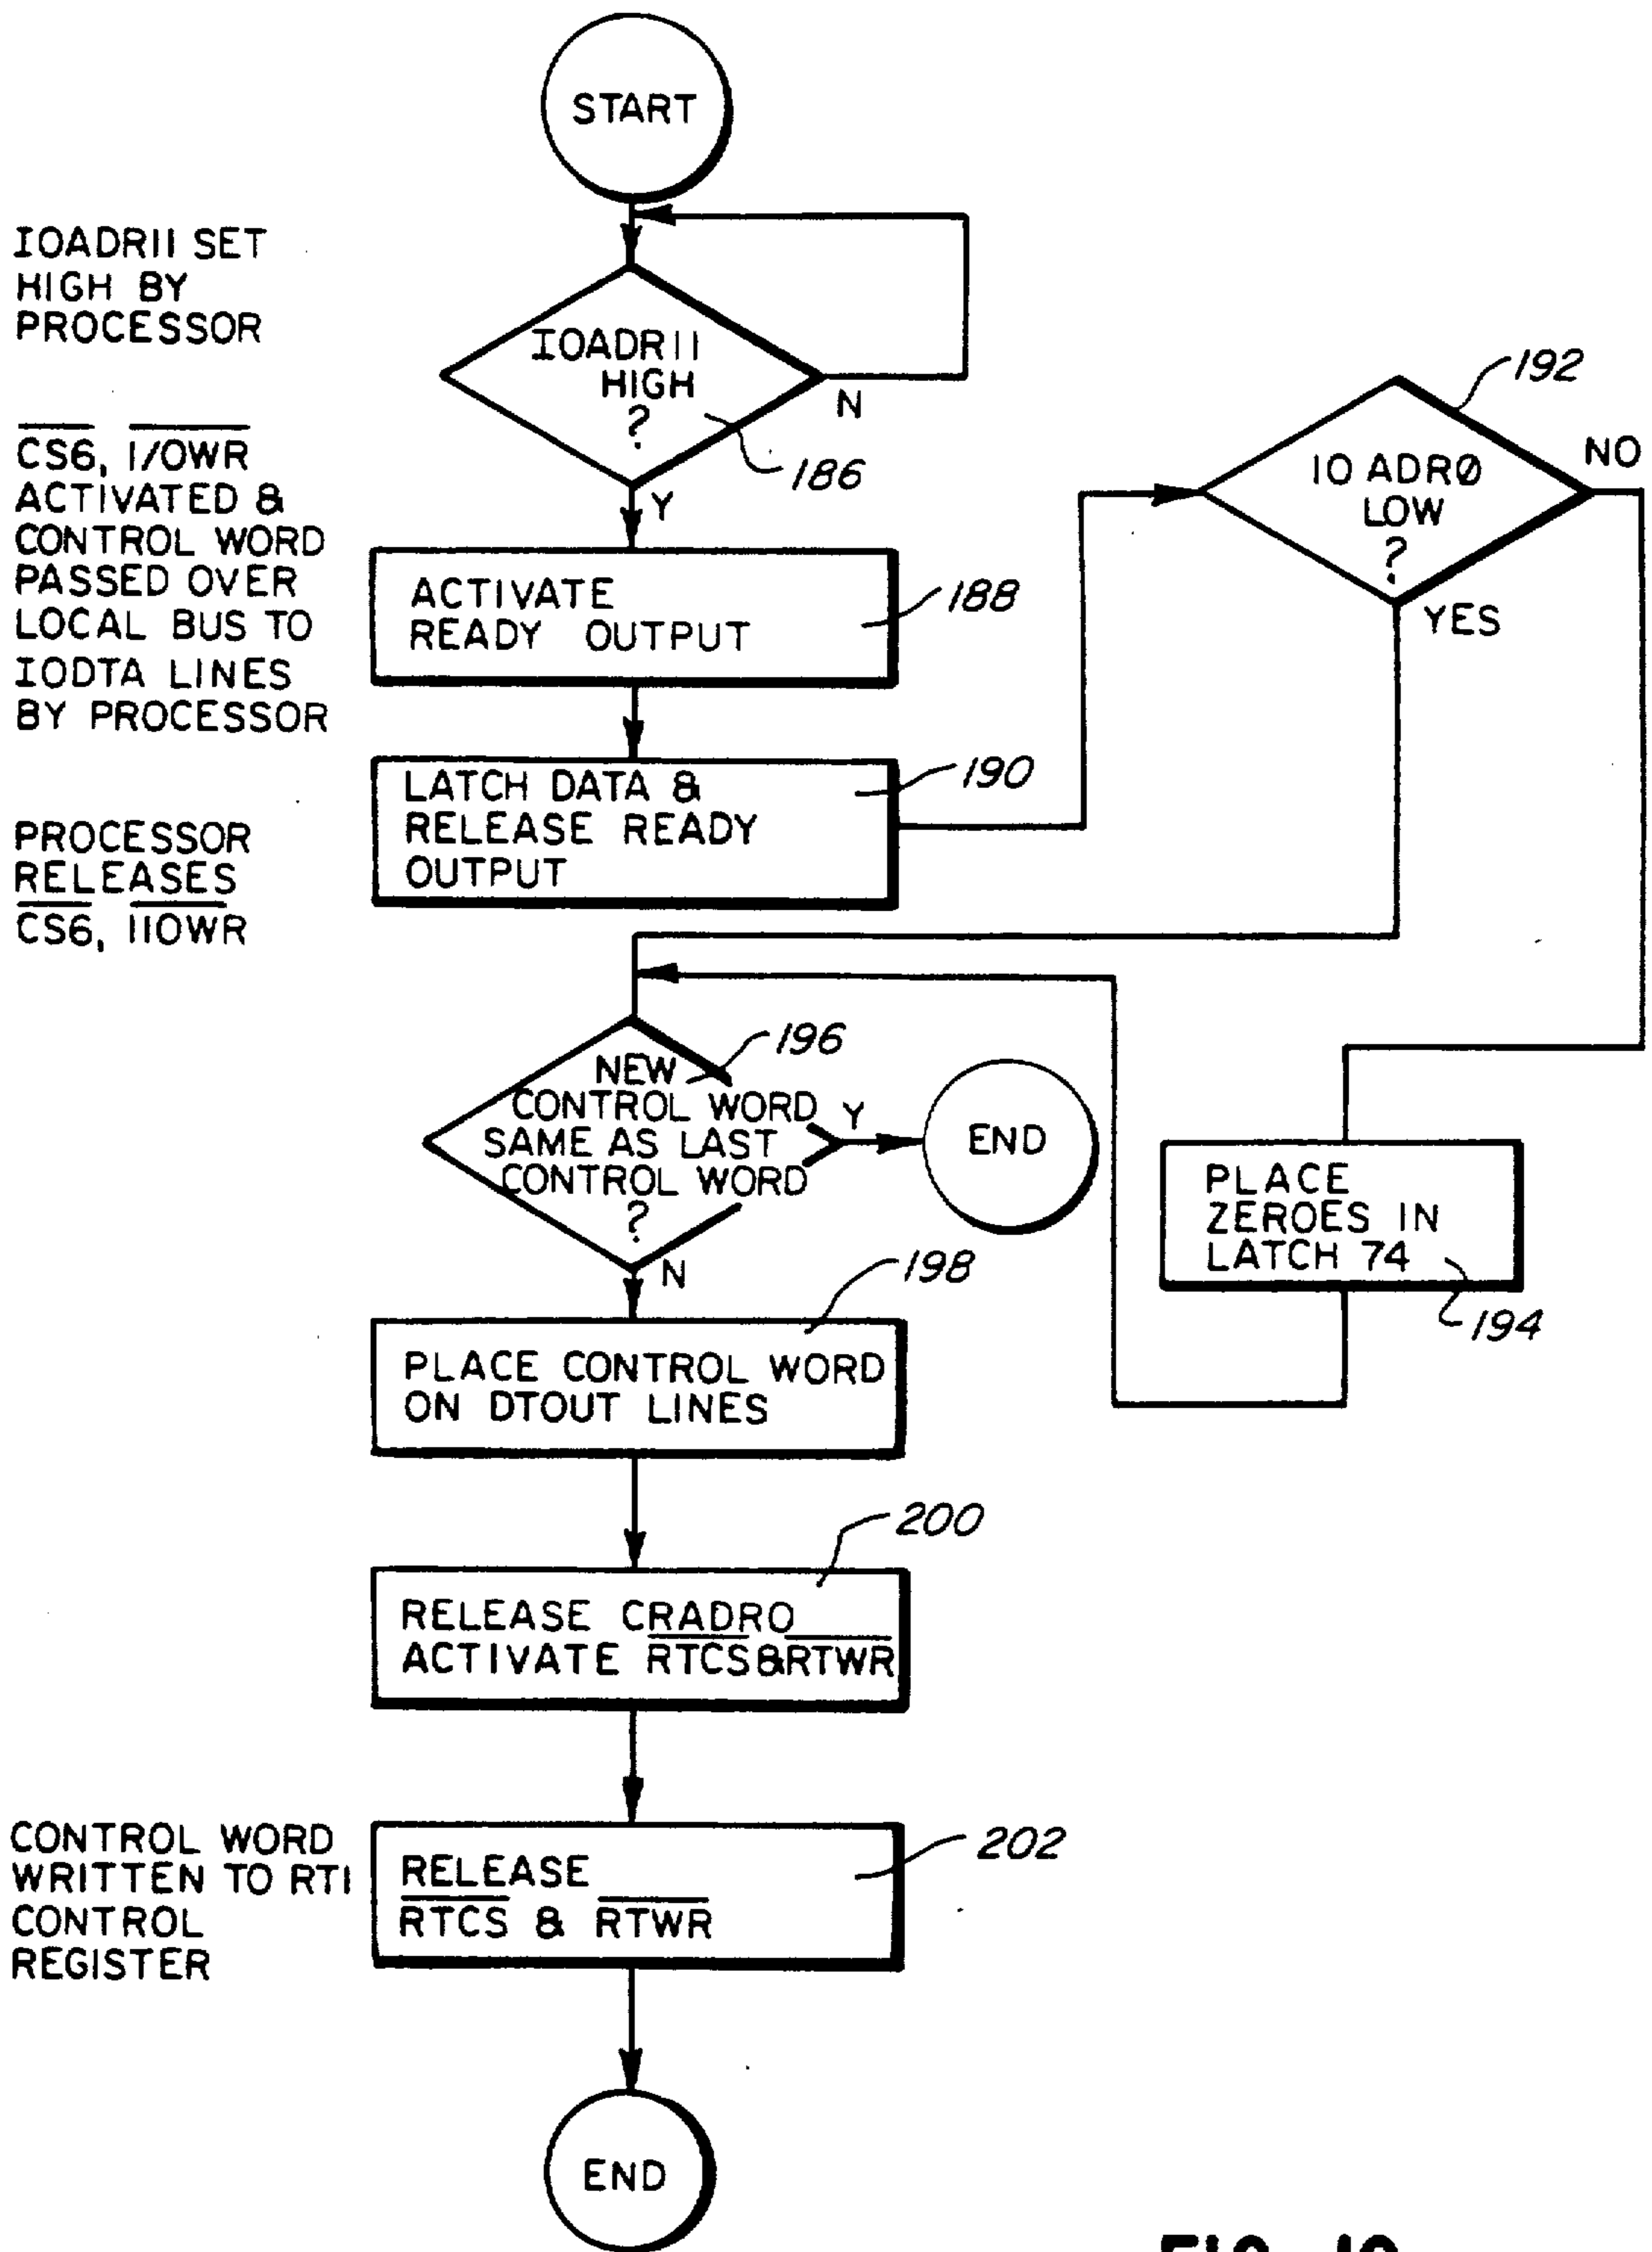 START
IOADR11 SET
HIGH BY
PROCESSOR
IOADR11
HIGH
?
N
186
Y
CS6, I/OWR
ACTIVATED &
CONTROL WORD
PASSED OVER
LOCAL BUS TO
IODTA LINES
BY PROCESSOR
192
IO ADRØ
LOW
?
NO
YES
ACTIVATE
READY OUTPUT
188
LATCH DATA &
RELEASE READY
OUTPUT
190
PROCESSOR
RELEASES
CS6, I1OWR
196
NEW
CONTROL WORD
SAME AS LAST
CONTROL WORD
?
Y
END
N
PLACE
ZEROES IN
LATCH 74
194
198
PLACE CONTROL WORD
ON DTOUT LINES
200
RELEASE CRADRO
ACTIVATE RTCS&RTWR
CONTROL WORD
WRITTEN TO RTI
CONTROL
REGISTER
202
RELEASE
RTCS & RTWR
END